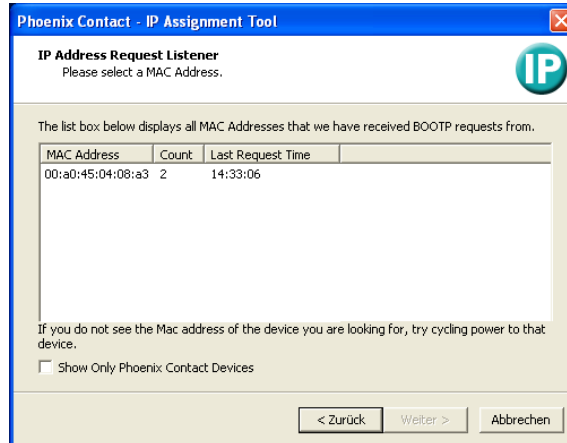 Phoenix Contact - IP Assignment Tool
IP Address Request Listener
Please select a MAC Address.
IP
The list box below displays all MAC Addresses that we have received BOOTP requests from.
MAC Address Count Last Request Time
00:a0:45:04:08:a3 2 14:33:06
If you do not see the Mac address of the device you are looking for, try cycling power to that
device.
Show Only Phoenix Contact Devices
< Zurück Weiter > Abbrechen